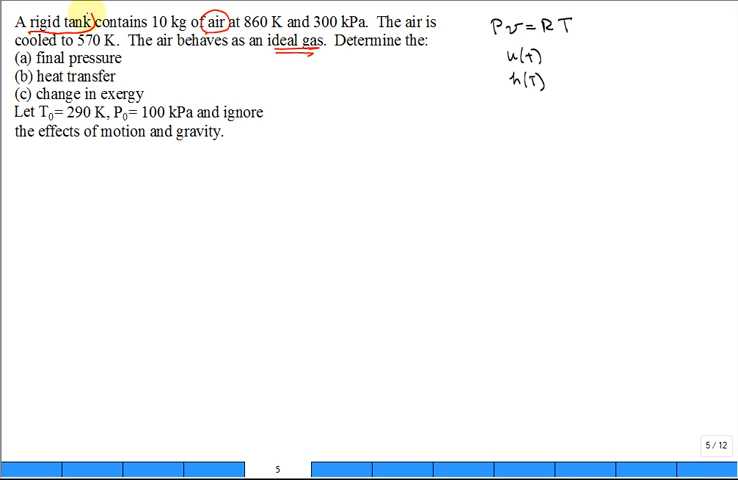 A rigid tank contains 10 kg of air at 860 K and 300 kPa. The air is
cooled to 570 K. The air behaves as an ideal gas. Determine the:
(a) final pressure
(b) heat transfer
(c) change in exergy
Let T₀= 290 K, P₀= 100 kPa and ignore
the effects of motion and gravity.
Pv=RT
u(T)
h(T)
5 / 12
5